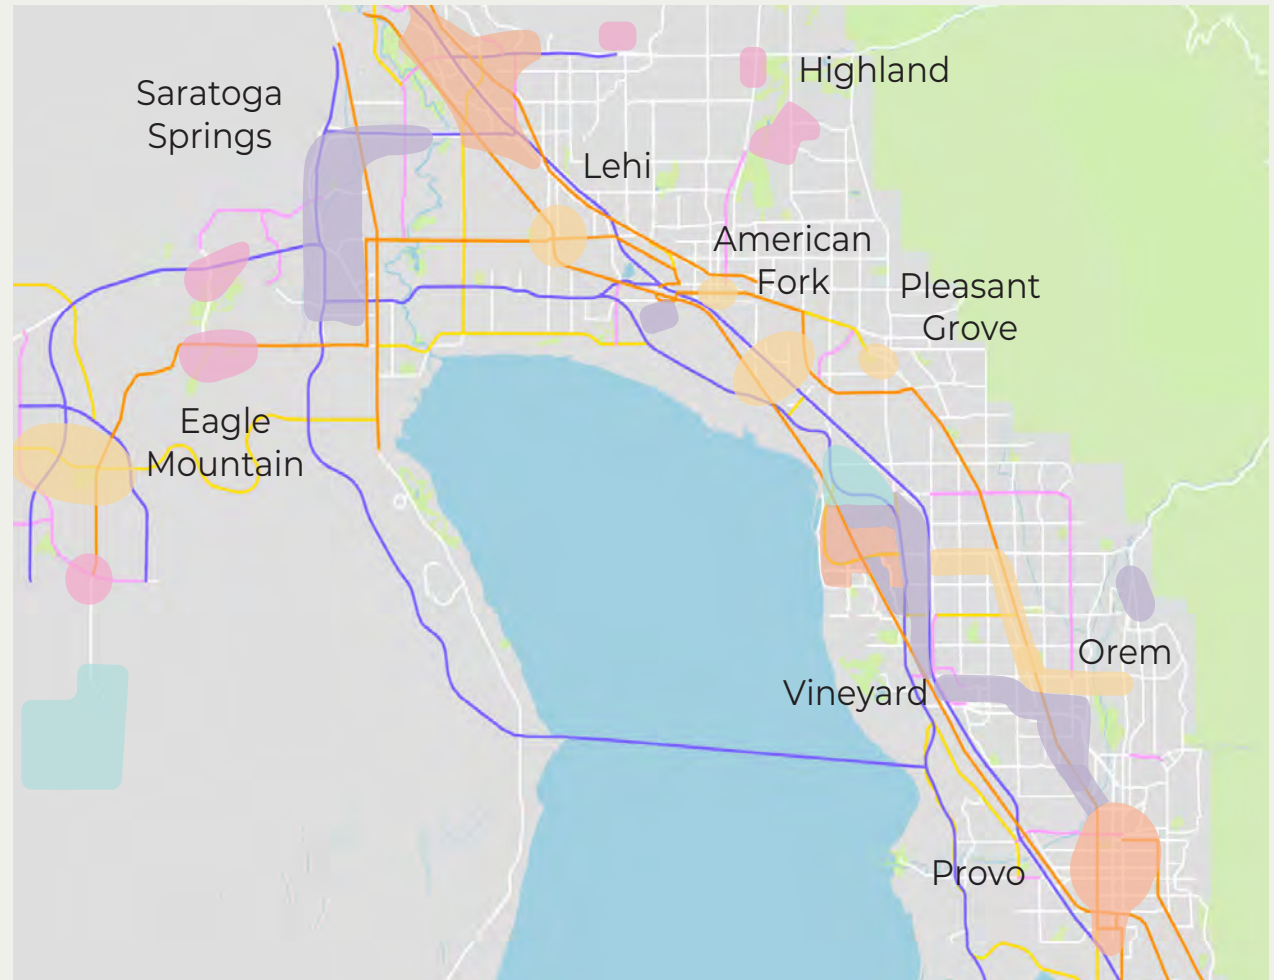 Highland
Saratoga
Springs
Lehi
American
Fork
Pleasant
Grove
Eagle
Mountain
Orem
Vineyard
Provo